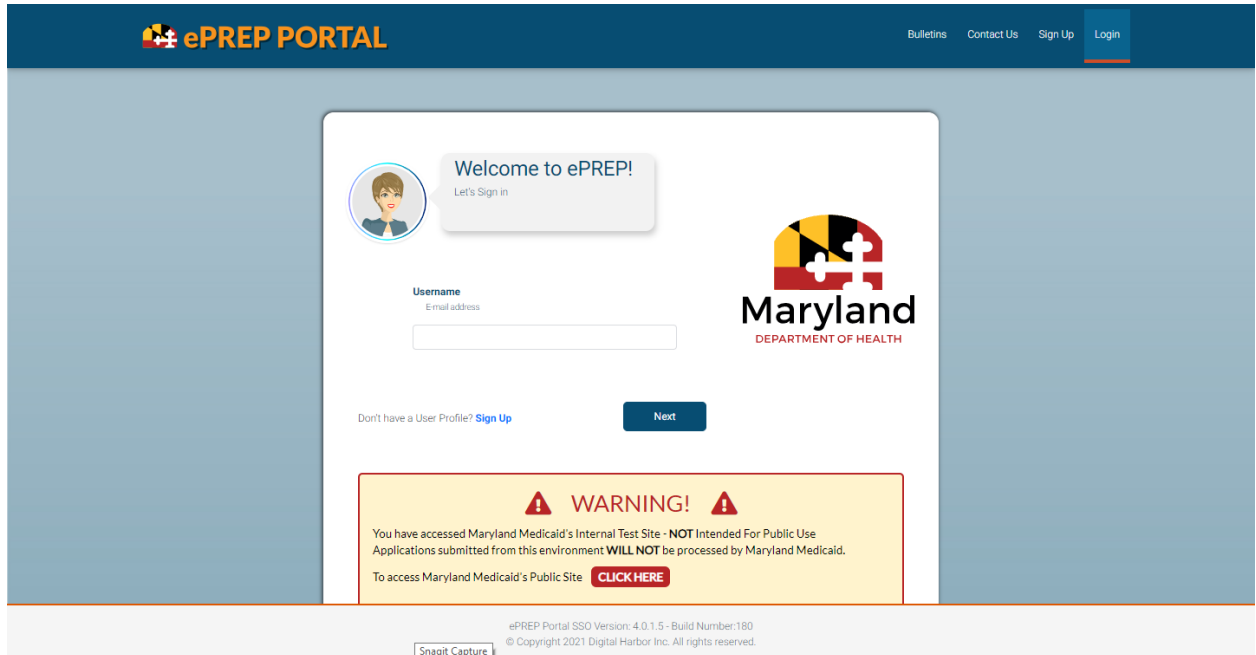 ePREP PORTAL
Bulletins Contact Us Sign Up Login
Welcome to ePREP!
Let's Sign in
Username
E-mail address
Maryland
DEPARTMENT OF HEALTH
Don't have a User Profile? Sign Up
Next
WARNING!
You have accessed Maryland Medicaid's Internal Test Site - NOT Intended For Public Use
Applications submitted from this environment WILL NOT be processed by Maryland Medicaid.
To access Maryland Medicaid's Public Site CLICK HERE
ePREP Portal SSO Version: 4.0.1.5 - Build Number:180
© Copyright 2021 Digital Harbor Inc. All rights reserved.
Snagit Capture